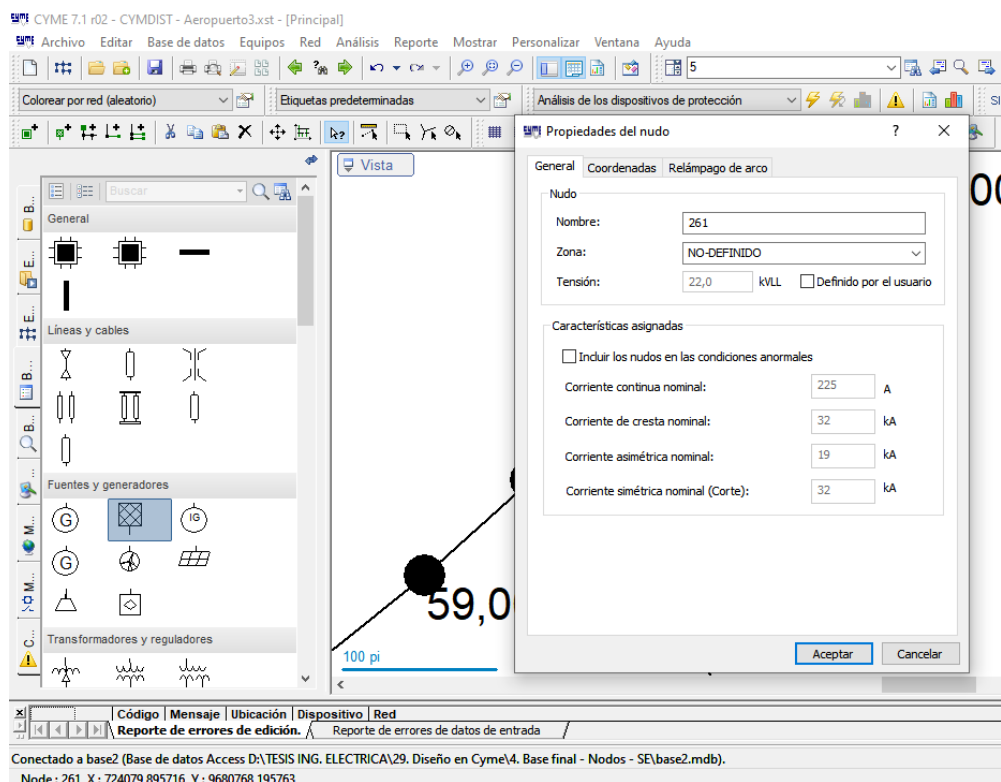 CYME 7.1 r02 - CYMDIST - Aeropuerto3.xst - [Principal]
Archivo Editar Base de datos Equipos Red Análisis Reporte Mostrar Personalizar Ventana Ayuda
5
Colorear por red (aleatorio) Etiquetas predeterminadas Análisis de los dispositivos de protección SI
Vista
Buscar
General
Líneas y cables
Fuentes y generadores
G
IG
G
Transformadores y reguladores
B...
E...
E...
B...
B...
...
M...
M...
C...
Propiedades del nudo
? X
General Coordenadas Relámpago de arco
Nudo
Nombre: 261
Zona: NO-DEFINIDO
Tensión: 22,0 kVLL Definido por el usuario
Características asignadas
Incluir los nudos en las condiciones anormales
Corriente continua nominal: 225 A
Corriente de cresta nominal: 32 kA
Corriente asimétrica nominal: 19 kA
Corriente simétrica nominal (Corte): 32 kA
Aceptar Cancelar
59,0
100 pi
Código Mensaje Ubicación Dispositivo Red
Reporte de errores de edición. Reporte de errores de datos de entrada
Conectado a base2 (Base de datos Access D:\TESIS ING. ELECTRICA\29. Diseño en Cyme\4. Base final - Nodos - SE\base2.mdb).
Node : 261 X : 724079.895716 Y : 9680768.195763